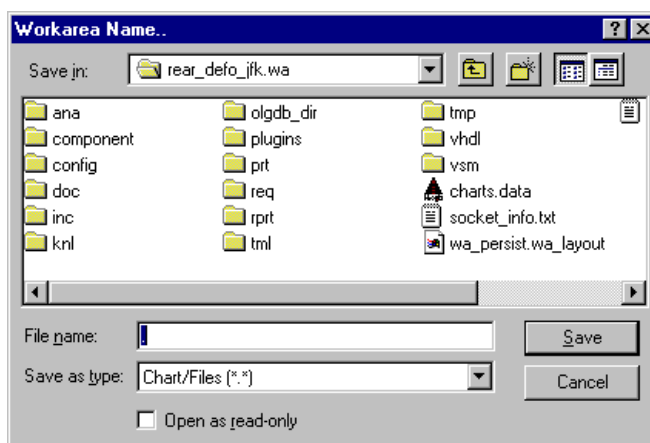 Workarea Name..
Save in: rear_defo_jfk.wa
ana olgdb_dir tmp
component plugins vhdl
config prt vsm
doc req charts.data
inc rprt socket_info.txt
knl tml wa_persist.wa_layout
File name: . Save
Save as type: Chart/Files (*.*) Cancel
Open as read-only